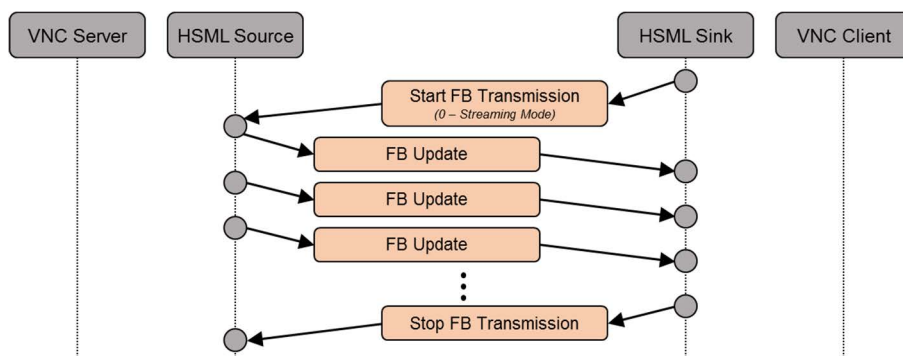 VNC Server
HSML Source
HSML Sink
VNC Client
Start FB Transmission
(0 – Streaming Mode)
FB Update
FB Update
FB Update
Stop FB Transmission